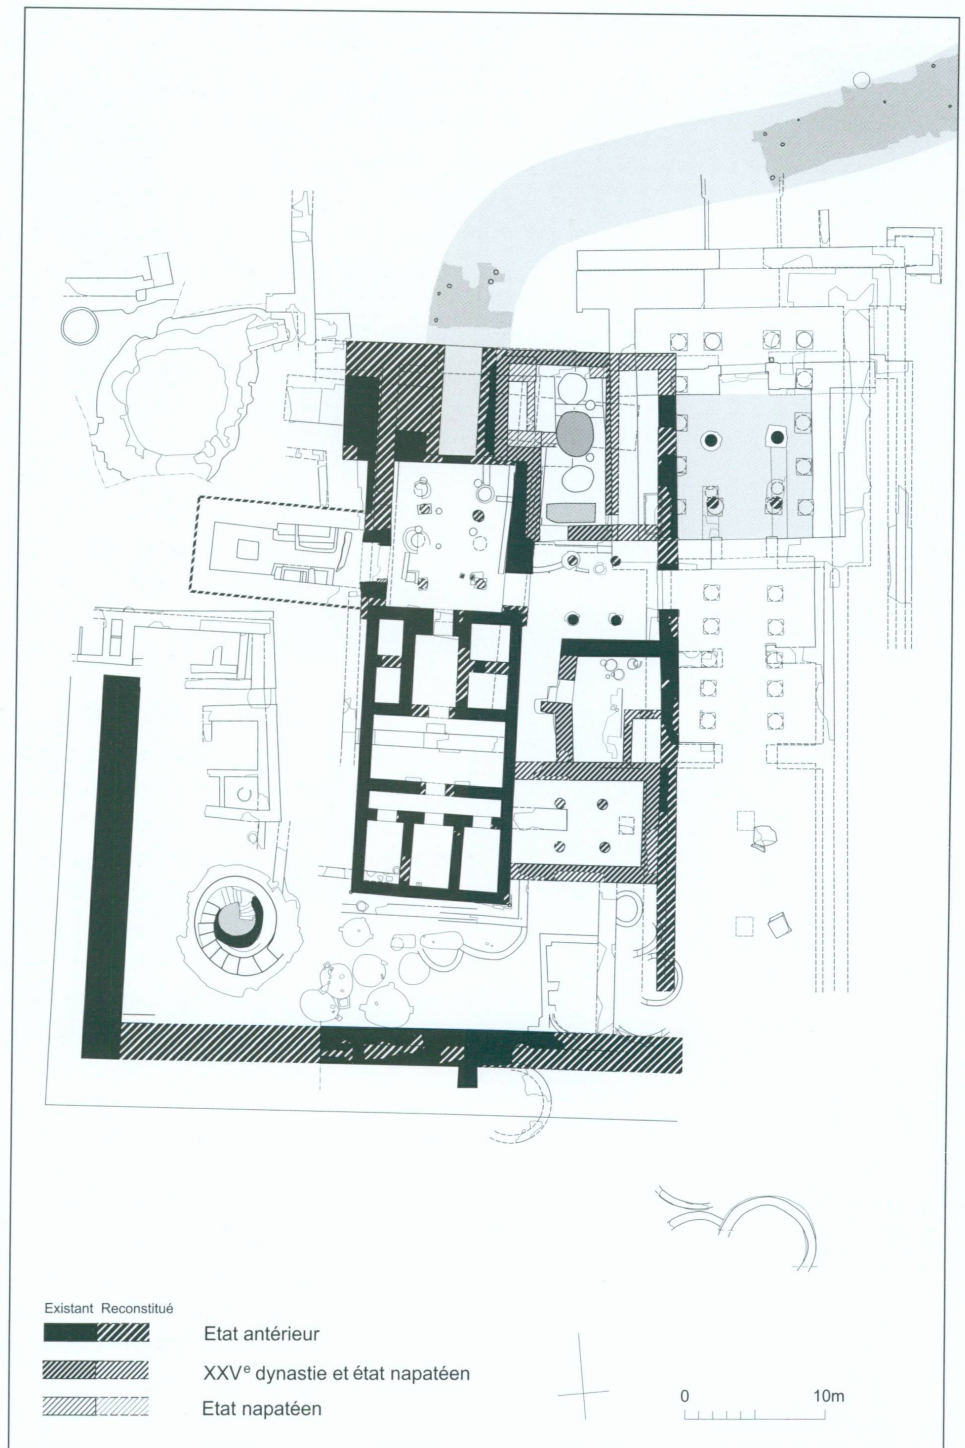 Existant Reconstitué
Etat antérieur
XXVe dynastie et état napatéen
Etat napatéen
0 10m